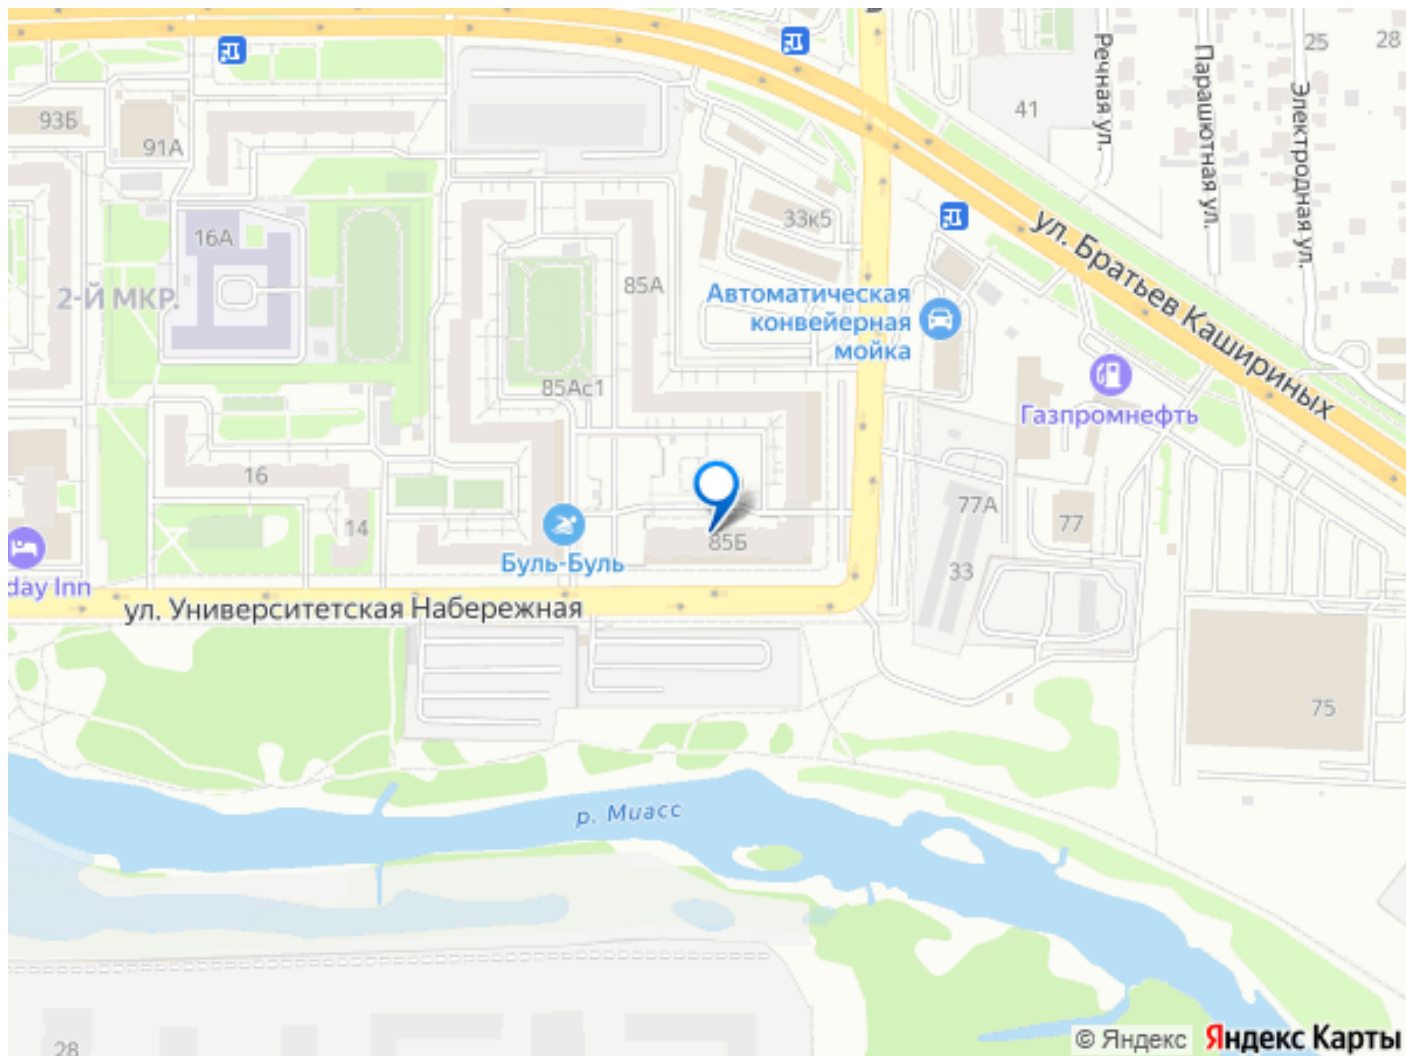 25
28
Речная ул.
Парашютная ул.
Электродная ул.
41
93Б
91А
33к5
16А
ул. Братьев Кашириных
2-Й МКР.
85А
Автоматическая
конвейерная
мойка
85Ас1
Газпромнефть
16
77А
77
14
85Б
Буль-Буль
33
day Inn
ул. Университетская Набережная
75
р. Миасс
28
© Яндекс
Яндекс Карты